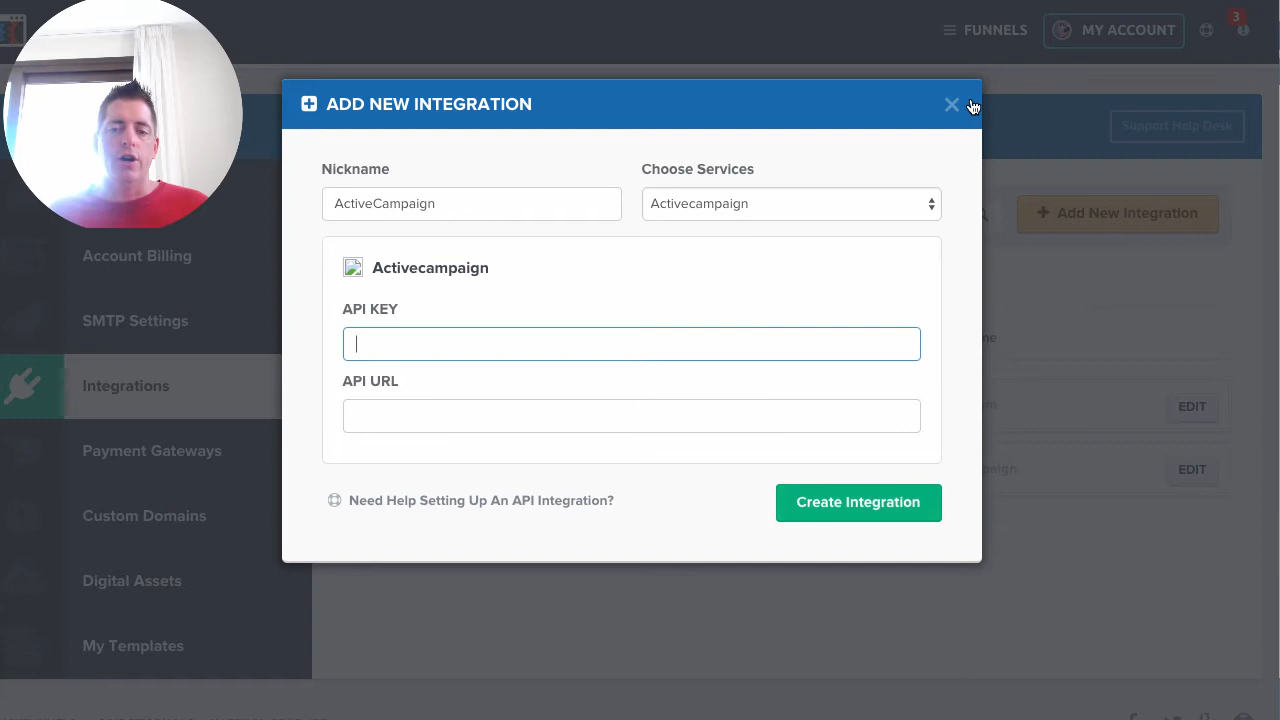 FUNNELS
MY ACCOUNT
3
ADD NEW INTEGRATION
Support Help Desk
Nickname
Choose Services
ActiveCampaign
Activecampaign
Add New Integration
Account Billing
Activecampaign
API KEY
SMTP Settings
me
API URL
Integrations
EDIT
Payment Gateways
paign
EDIT
Need Help Setting Up An API Integration?
Create Integration
Custom Domains
Digital Assets
My Templates